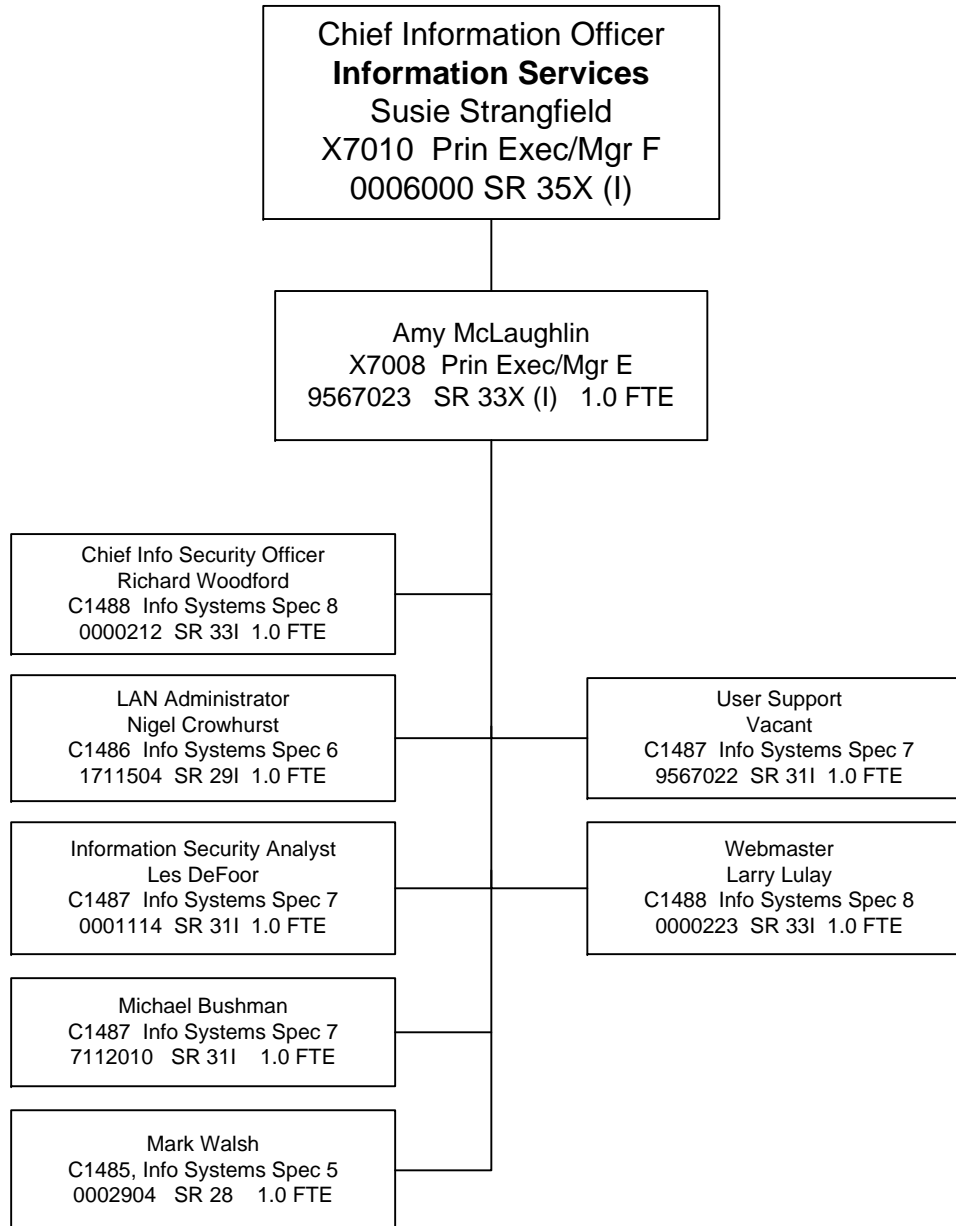 Chief Information Officer
Information Services
Susie Strangfield
X7010 Prin Exec/Mgr F
0006000 SR 35X (I)
Amy McLaughlin
X7008 Prin Exec/Mgr E
9567023 SR 33X (I) 1.0 FTE
Chief Info Security Officer
Richard Woodford
C1488 Info Systems Spec 8
0000212 SR 33I 1.0 FTE
LAN Administrator
Nigel Crowhurst
C1486 Info Systems Spec 6
1711504 SR 29I 1.0 FTE
User Support
Vacant
C1487 Info Systems Spec 7
9567022 SR 31I 1.0 FTE
Information Security Analyst
Les DeFoor
C1487 Info Systems Spec 7
0001114 SR 31I 1.0 FTE
Webmaster
Larry Lulay
C1488 Info Systems Spec 8
0000223 SR 33I 1.0 FTE
Michael Bushman
C1487 Info Systems Spec 7
7112010 SR 31I 1.0 FTE
Mark Walsh
C1485, Info Systems Spec 5
0002904 SR 28 1.0 FTE